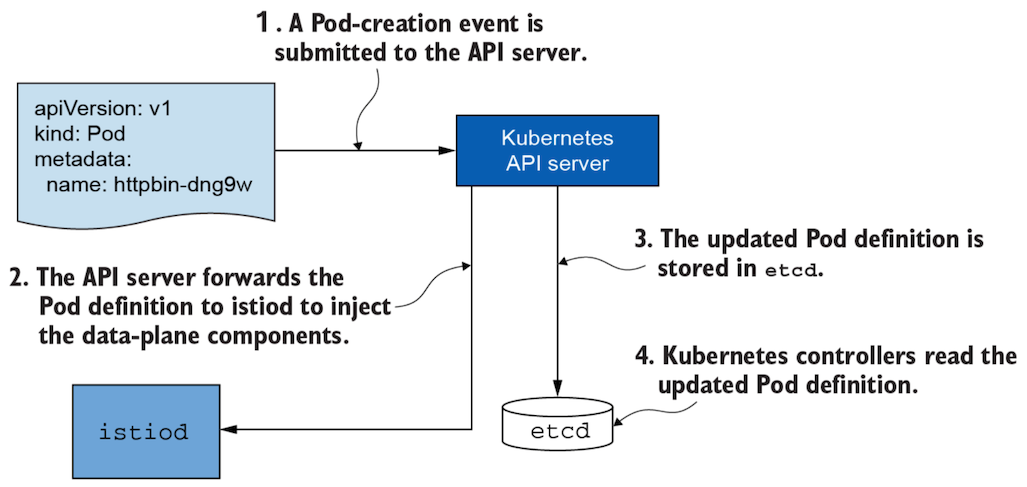 1. A Pod-creation event is
submitted to the API server.
apiVersion: v1
kind: Pod
metadata:
  name: httpbin-dng9w
Kubernetes
API server
2. The API server forwards the
Pod definition to istiod to inject
the data-plane components.
3. The updated Pod definition is
stored in etcd.
4. Kubernetes controllers read the
updated Pod definition.
istiod
etcd